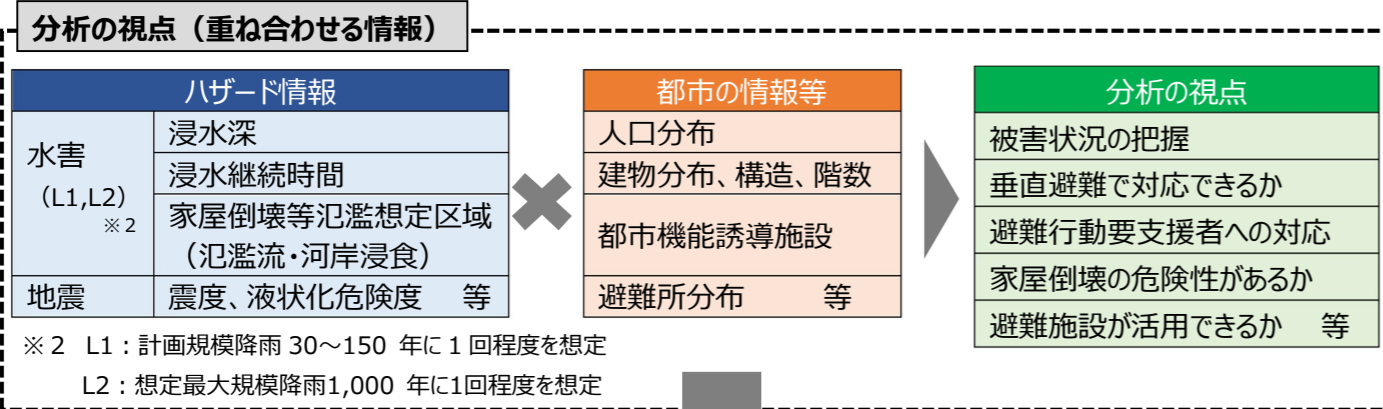 分析の視点（重ね合わせる情報）
ハザード情報
水害
（L1,L2）
※２
浸水深
浸水継続時間
家屋倒壊等氾濫想定区域
（氾濫流・河岸浸食）
地震
震度、液状化危険度　等
都市の情報等
人口分布
建物分布、構造、階数
都市機能誘導施設
避難所分布　等
分析の視点
被害状況の把握
垂直避難で対応できるか
避難行動要支援者への対応
家屋倒壊の危険性があるか
避難施設が活用できるか　等
※２　L1：計画規模降雨 30～150 年に１回程度を想定
L2：想定最大規模降雨1,000 年に1回程度を想定